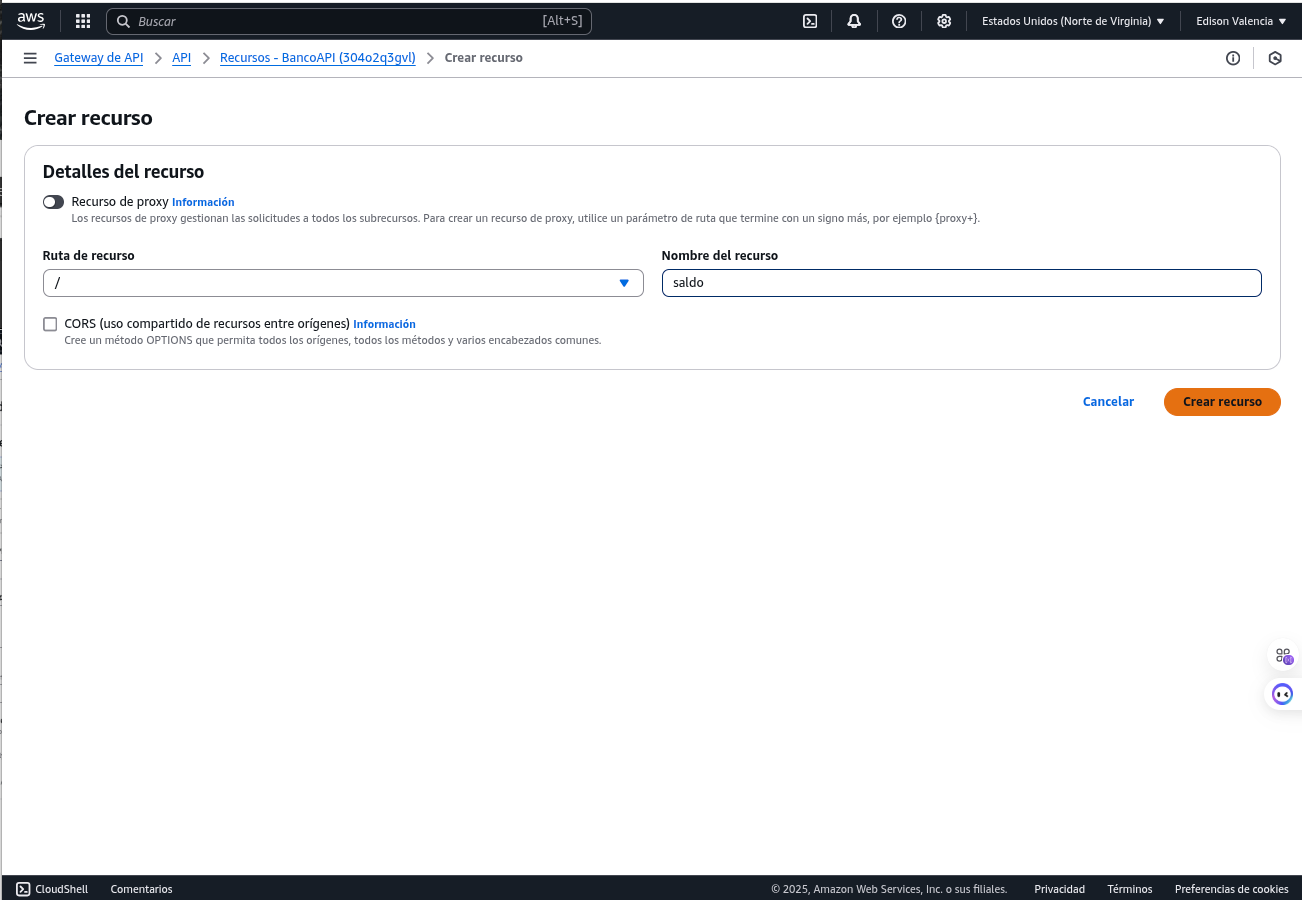 aws
Buscar [Alt+S] Estados Unidos (Norte de Virginia) Edison Valencia
Gateway de API API Recursos - BancoAPI (304o2q3gvl) Crear recurso
Crear recurso
Detalles del recurso
Recurso de proxy Información
Los recursos de proxy gestionan las solicitudes a todos los subrecursos. Para crear un recurso de proxy, utilice un parámetro de ruta que termine con un signo más, por ejemplo {proxy+}.
Ruta de recurso
/
Nombre del recurso
saldo
CORS (uso compartido de recursos entre orígenes) Información
Cree un método OPTIONS que permita todos los orígenes, todos los métodos y varios encabezados comunes.
Cancelar Crear recurso
CloudShell Comentarios © 2025, Amazon Web Services, Inc. o sus filiales. Privacidad Términos Preferencias de cookies